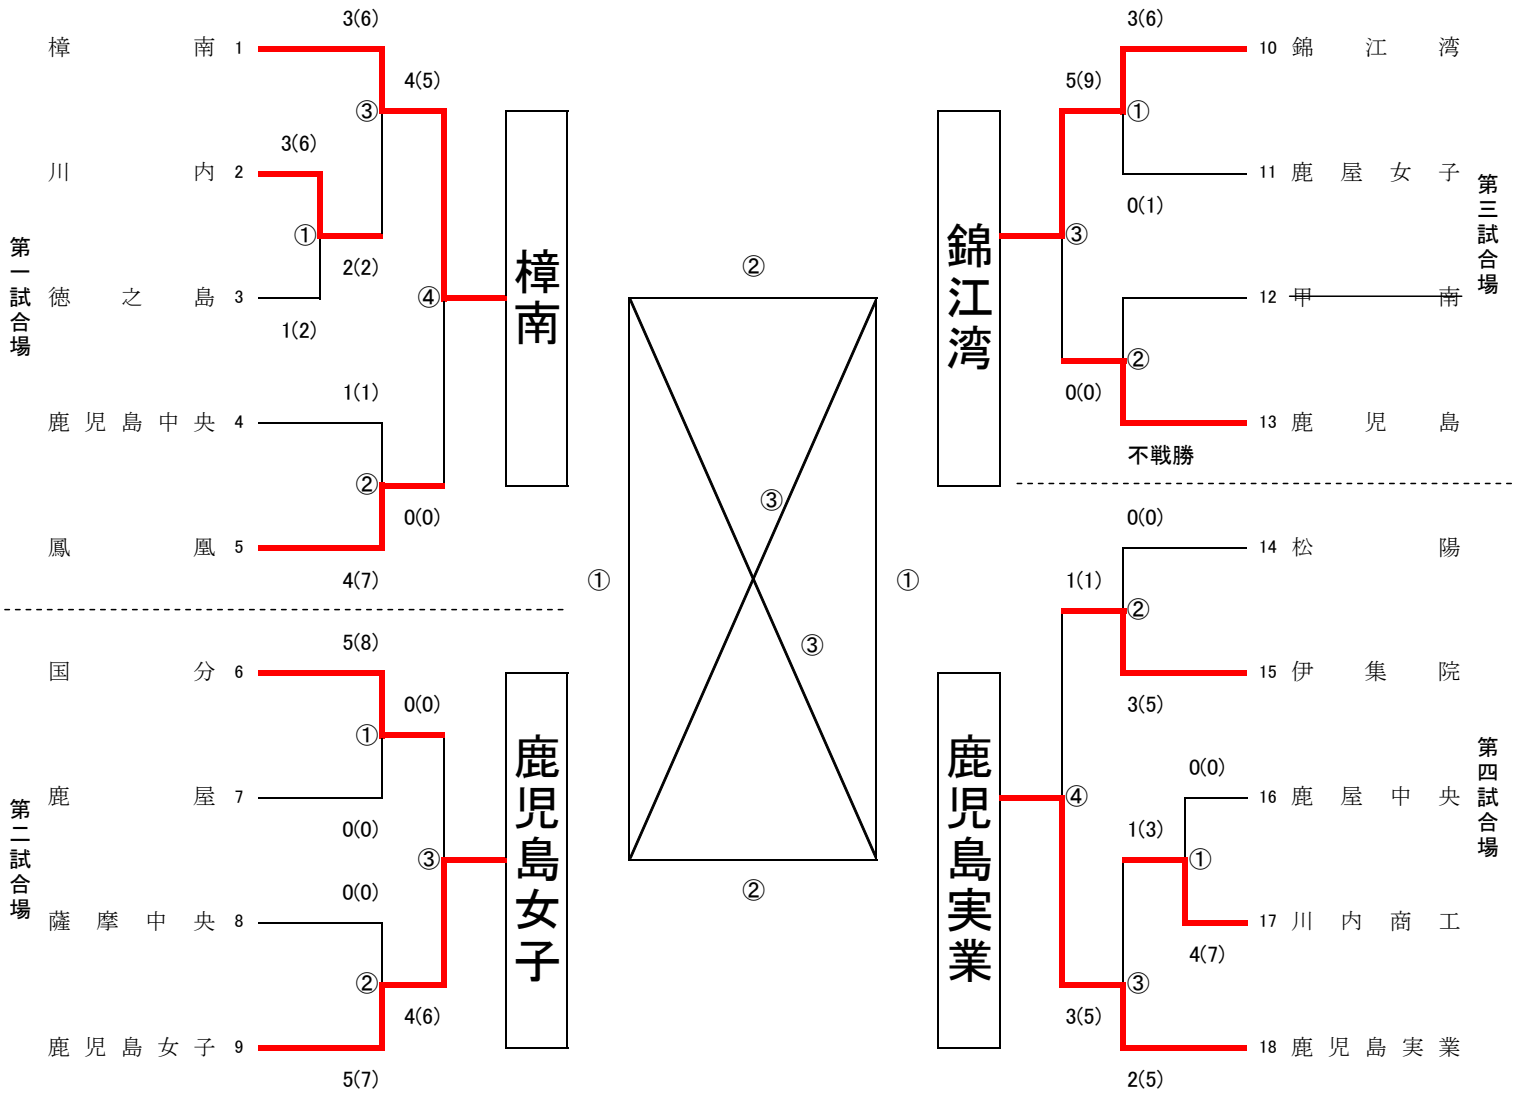 第一試合場
3(6)
樟南 1
4(5)
③
3(6)
川内 2
①
2(2)
徳之島 3
1(2)
④
樟南
1(1)
鹿児島中央 4
②
0(0)
鳳凰 5
4(7)
第二試合場
5(8)
国分 6
0(0)
①
鹿屋 7
0(0)
③
鹿児島女子
0(0)
薩摩中央 8
②
4(6)
鹿児島女子 9
5(7)
②
③
①
①
③
②
第三試合場
3(6)
10 錦江湾
5(9)
①
11 鹿屋女子
0(1)
錦江湾
③
12 甲南
②
0(0)
13 鹿児島
不戦勝
第四試合場
0(0)
14 松陽
1(1)
②
15 伊集院
3(5)
鹿児島実業
④
0(0)
16 鹿屋中央
1(3)
①
17 川内商工
4(7)
③
3(5)
18 鹿児島実業
2(5)